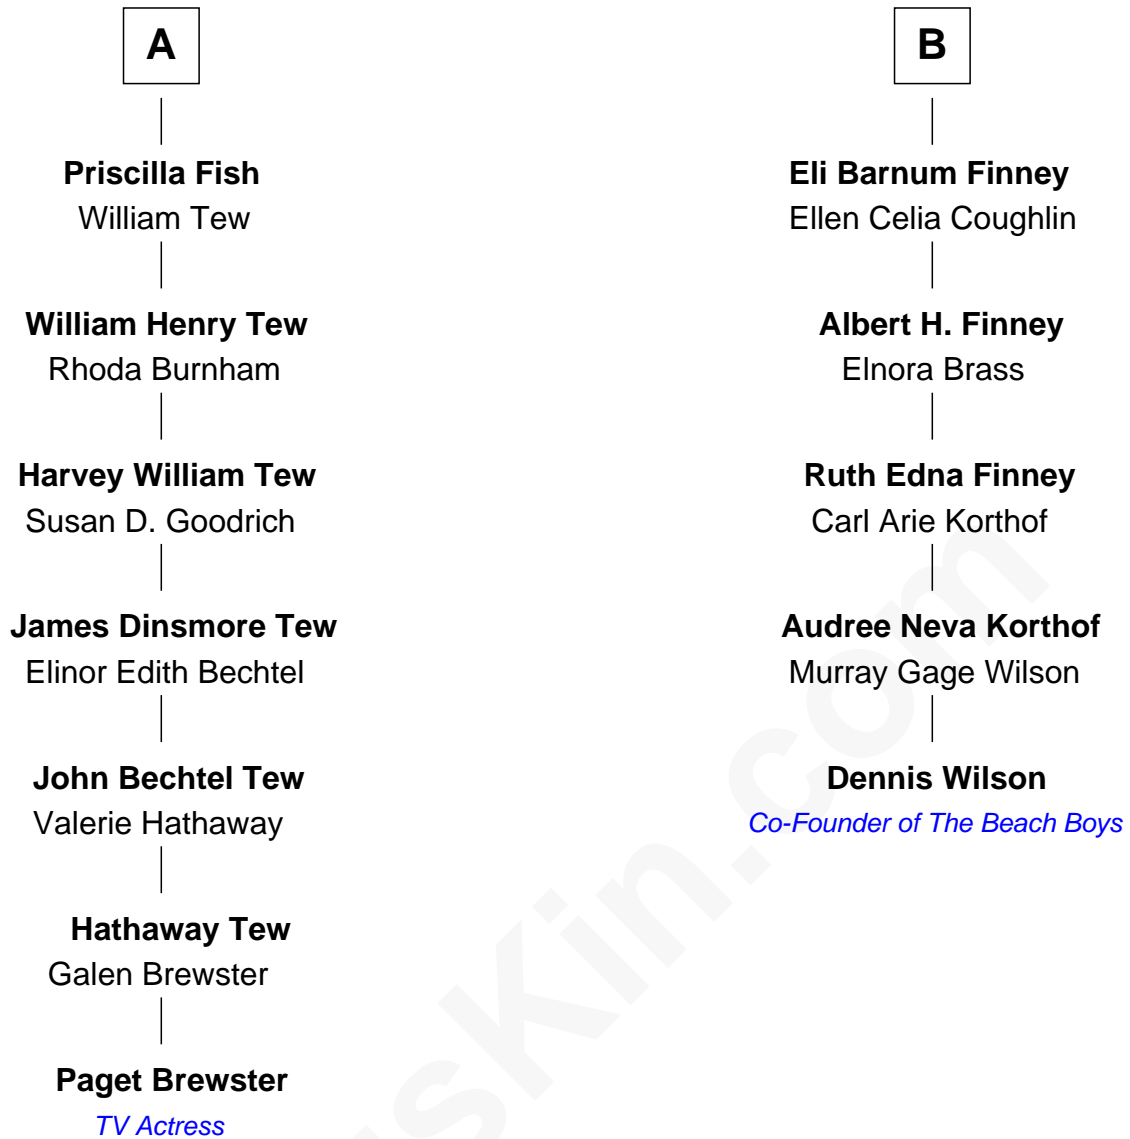 A
Priscilla Fish
William Tew
William Henry Tew
Rhoda Burnham
Harvey William Tew
Susan D. Goodrich
James Dinsmore Tew
Elinor Edith Bechtel
John Bechtel Tew
Valerie Hathaway
Hathaway Tew
Galen Brewster
Paget Brewster
TV Actress
B
Eli Barnum Finney
Ellen Celia Coughlin
Albert H. Finney
Elnora Brass
Ruth Edna Finney
Carl Arie Korthof
Audree Neva Korthof
Murray Gage Wilson
Dennis Wilson
Co-Founder of The Beach Boys
usKin.com